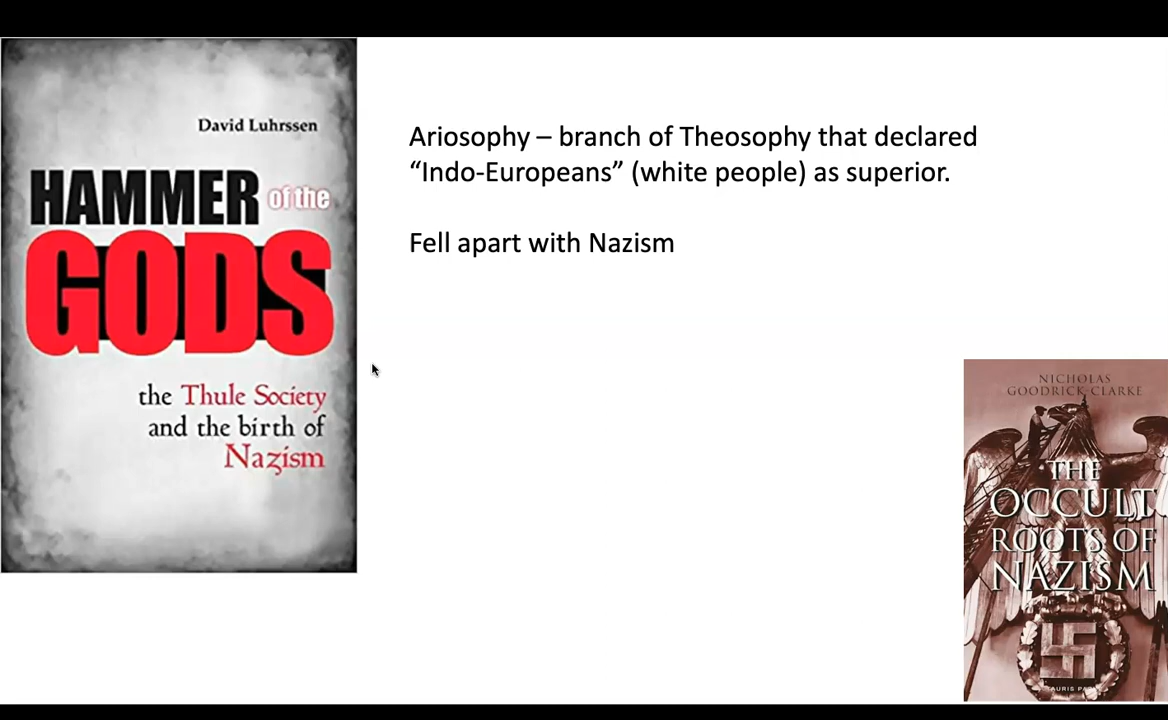 David Luhrssen
HAMMER of the
GODS
the Thule Society
and the birth of
Nazism
Ariosophy – branch of Theosophy that declared
“Indo-Europeans” (white people) as superior.
Fell apart with Nazism
NICHOLAS
GOODRICK-CLARKE
THE
OCCULT
ROOTS OF
NAZISM